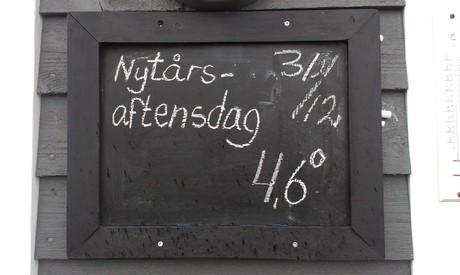 Nytårs- 31/
aftensdag /12
4,6°